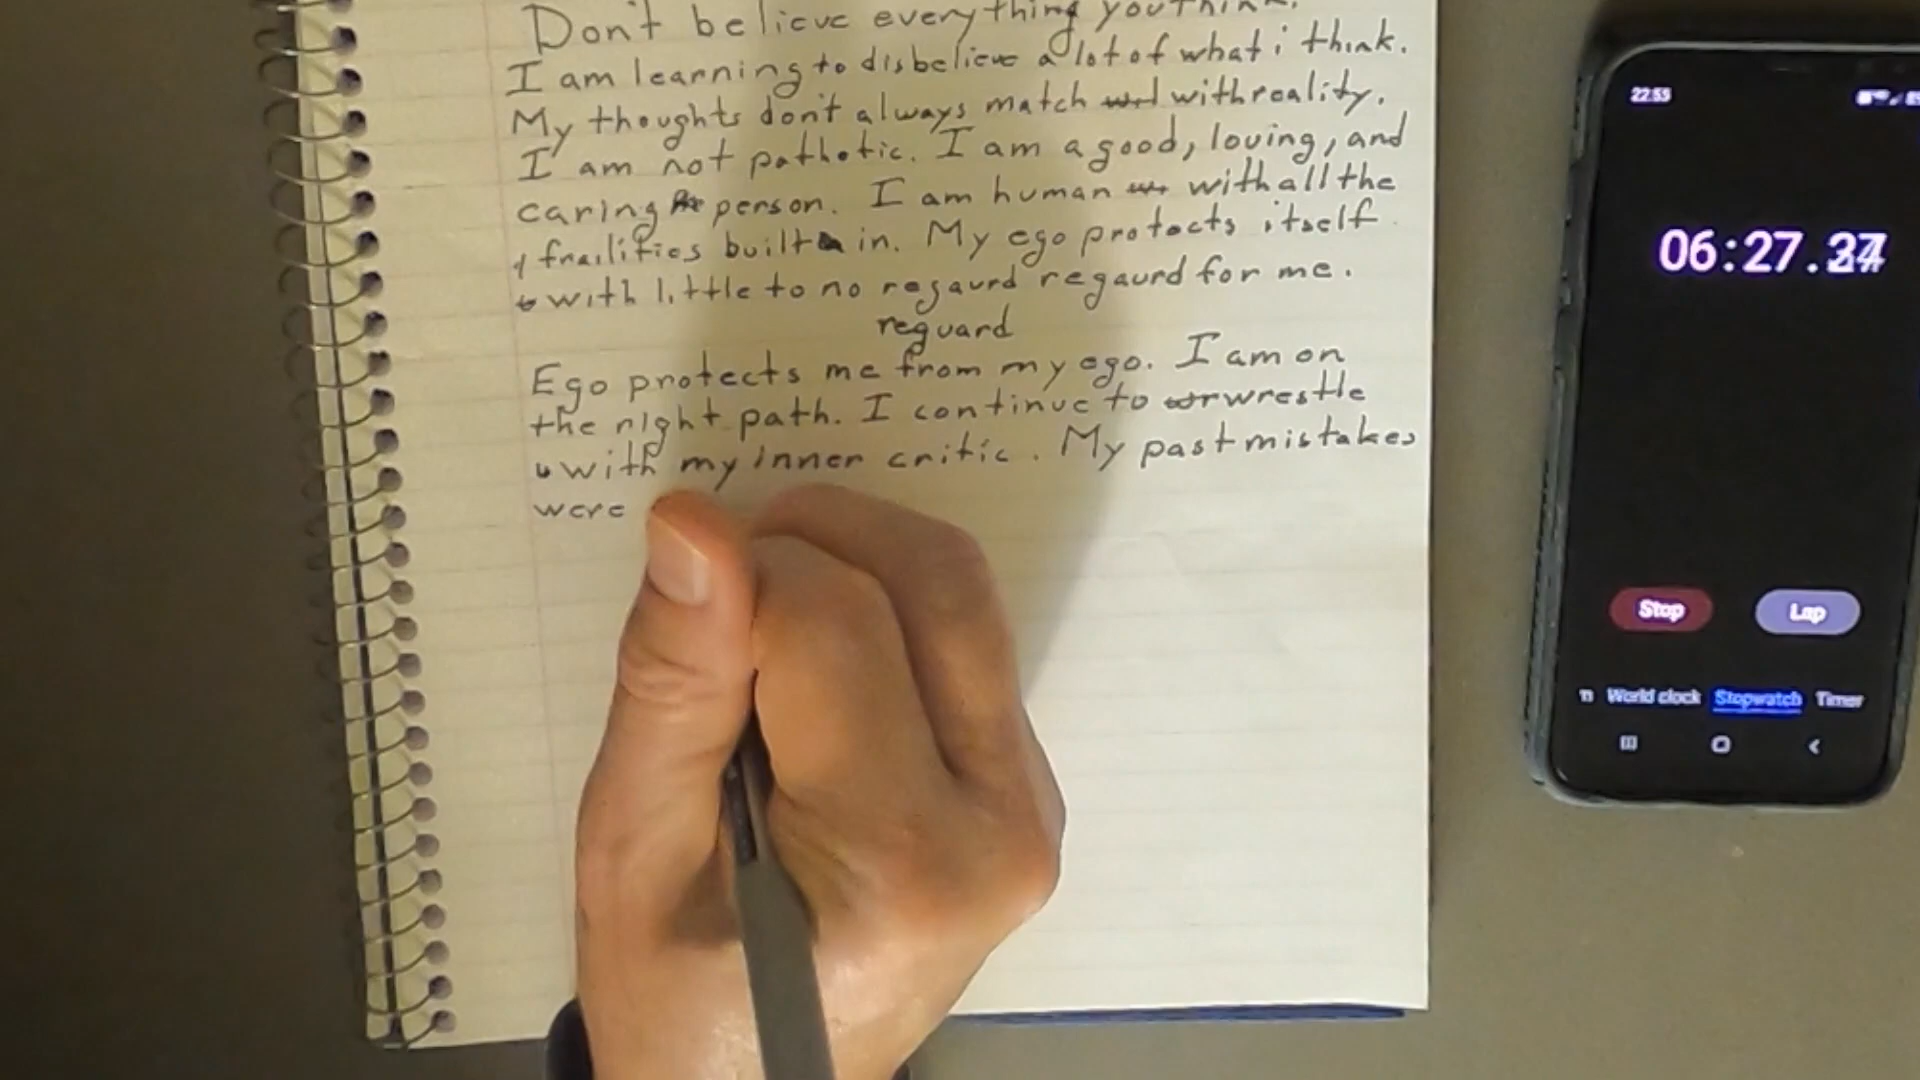 Don't believe everything you think.
I am learning to disbelieve a lot of what i think.
My thoughts don't always match with reality.
I am not pathetic. I am a good, loving, and
caring person. I am human with all the
frailities built in. My ego protects itself
with little to no regaurd regaurd for me.
reguard
Ego protects me from my ego. I am on
the right path. I continue to wrestle
with my inner critic. My past mistakes
were
22:55
06:27.
Stop
Lap
World clock
Stopwatch
Timer